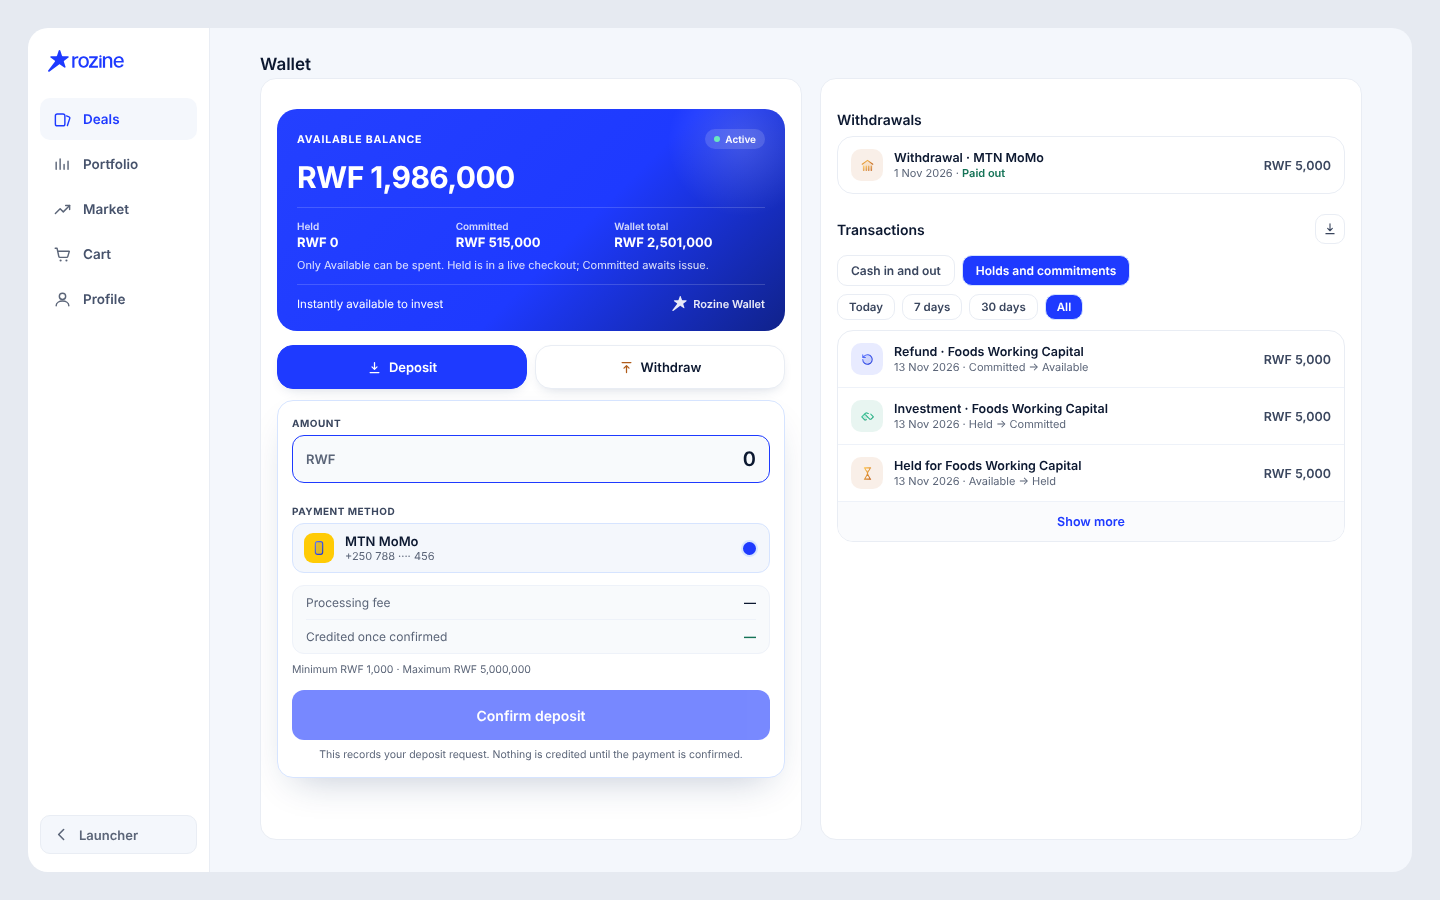 rozine
Deals
Portfolio
Market
Cart
Profile
Launcher
Wallet
AVAILABLE BALANCE
Active
RWF 1,986,000
Held
Committed
Wallet total
RWF 0
RWF 515,000
RWF 2,501,000
Only Available can be spent. Held is in a live checkout; Committed awaits issue.
Instantly available to invest
Rozine Wallet
Deposit
Withdraw
AMOUNT
RWF
0
PAYMENT METHOD
MTN MoMo
+250 788 ···· 456
Processing fee
—
Credited once confirmed
—
Minimum RWF 1,000 · Maximum RWF 5,000,000
Confirm deposit
This records your deposit request. Nothing is credited until the payment is confirmed.
Withdrawals
Withdrawal · MTN MoMo
1 Nov 2026 · Paid out
RWF 5,000
Transactions
Cash in and out
Holds and commitments
Today
7 days
30 days
All
Refund · Foods Working Capital
13 Nov 2026 · Committed → Available
RWF 5,000
Investment · Foods Working Capital
13 Nov 2026 · Held → Committed
RWF 5,000
Held for Foods Working Capital
13 Nov 2026 · Available → Held
RWF 5,000
Show more